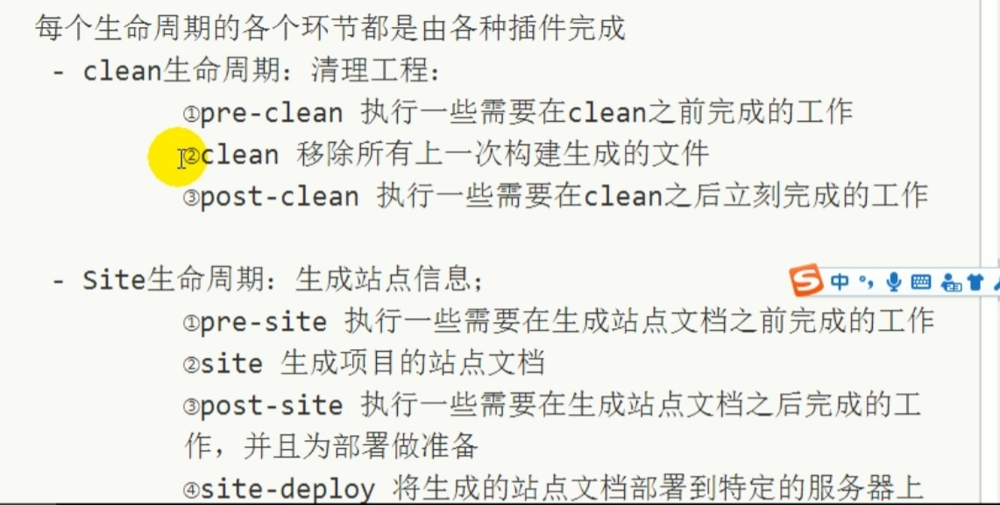 每个生命周期的各个环节都是由各种插件完成
- clean生命周期：清理工程：
①pre-clean 执行一些需要在clean之前完成的工作
②clean 移除所有上一次构建生成的文件
③post-clean 执行一些需要在clean之后立刻完成的工作
- Site生命周期：生成站点信息；
中
①pre-site 执行一些需要在生成站点文档之前完成的工作
②site 生成项目的站点文档
③post-site 执行一些需要在生成站点文档之后完成的工
作，并且为部署做准备
④site-deploy 将生成的站点文档部署到特定的服务器上